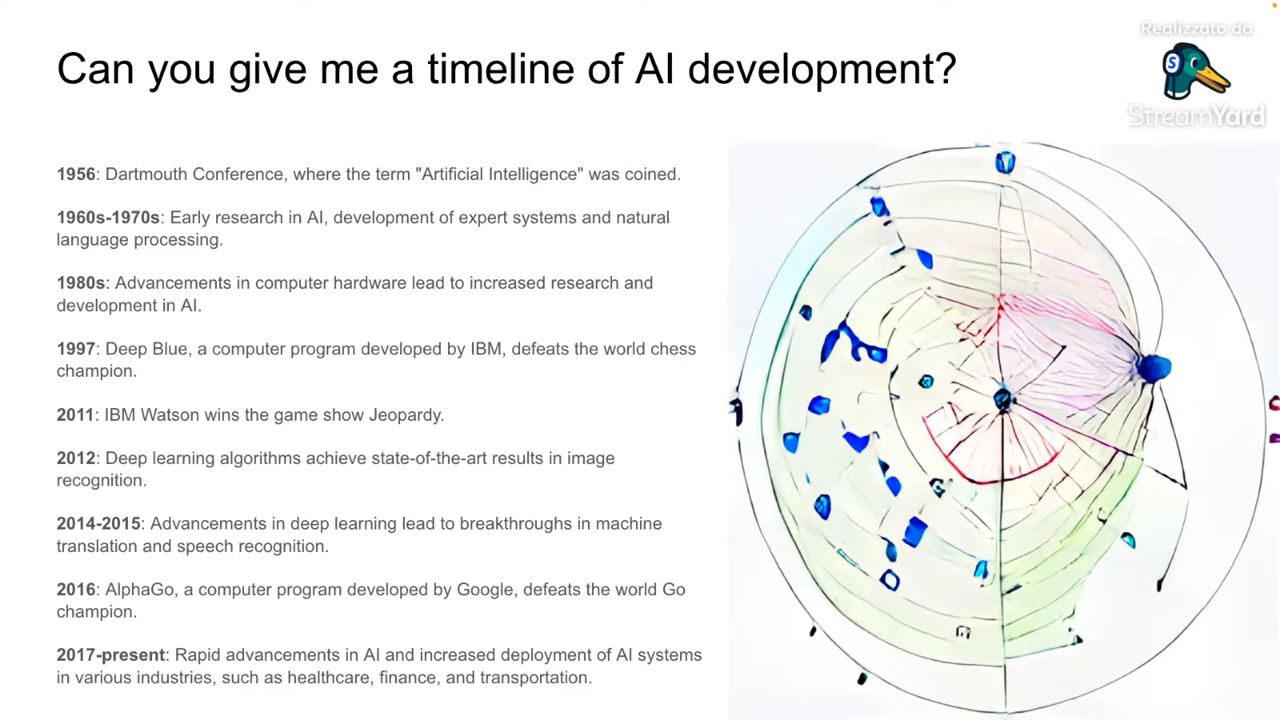 Realizzato da
Can you give me a timeline of AI development?
S
StreamYard
1956: Dartmouth Conference, where the term "Artificial Intelligence" was coined.
1960s-1970s: Early research in AI, development of expert systems and natural
language processing.
1980s: Advancements in computer hardware lead to increased research and
development in AI.
1997: Deep Blue, a computer program developed by IBM, defeats the world chess
champion.
2011: IBM Watson wins the game show Jeopardy.
2012: Deep learning algorithms achieve state-of-the-art results in image
recognition.
2014-2015: Advancements in deep learning lead to breakthroughs in machine
translation and speech recognition.
2016: AlphaGo, a computer program developed by Google, defeats the world Go
champion.
2017-present: Rapid advancements in AI and increased deployment of AI systems
in various industries, such as healthcare, finance, and transportation.